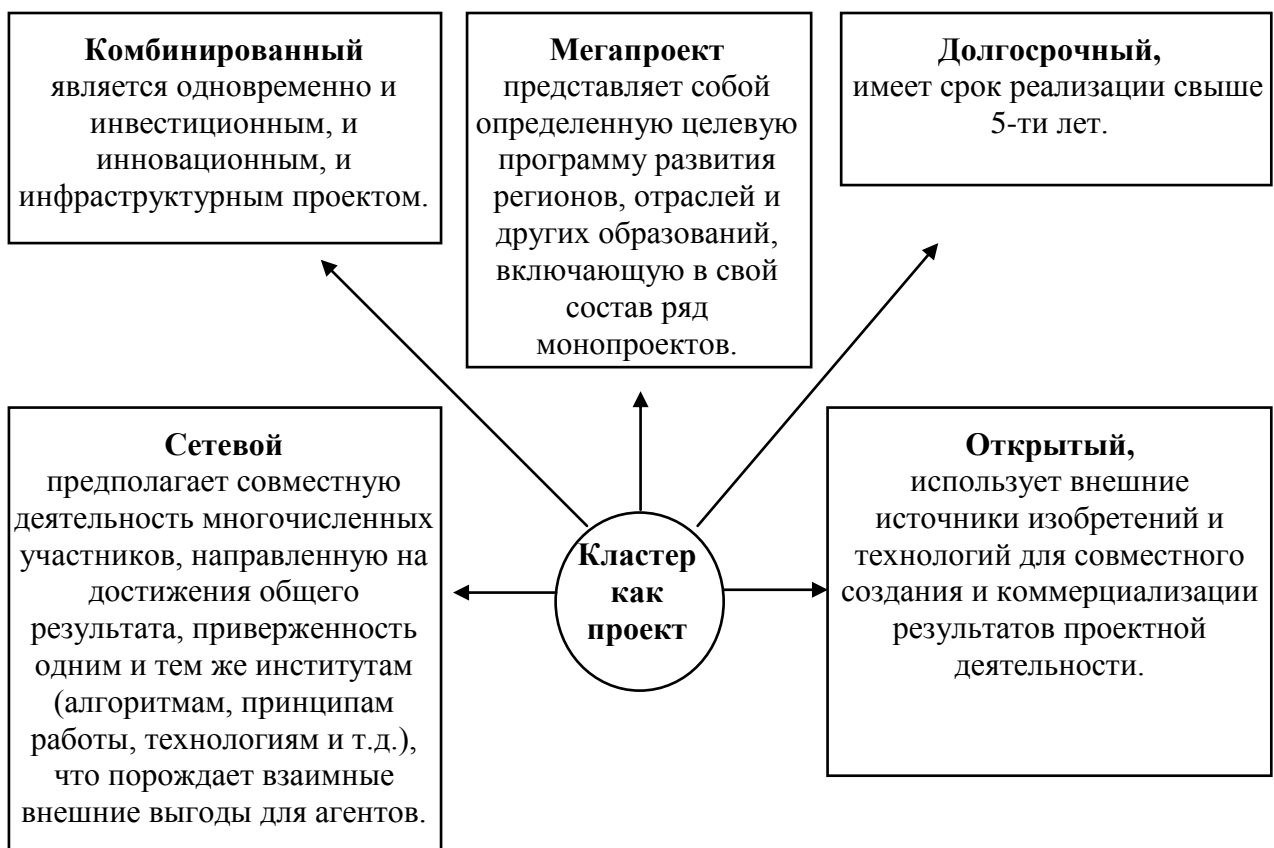 Комбинированный
является одновременно и
инвестиционным, и
инновационным, и
инфраструктурным проектом.
Мегапроект
представляет собой
определенную целевую
программу развития
регионов, отраслей и
других образований,
включающую в свой
состав ряд
монопроектов.
Долгосрочный,
имеет срок реализации свыше
5-ти лет.
Сетевой
предполагает совместную
деятельность многочисленных
участников, направленную на
достижения общего
результата, приверженность
одним и тем же институтам
(алгоритмам, принципам
работы, технологиям и т.д.),
что порождает взаимные
внешние выгоды для агентов.
Кластер
как
проект
Открытый,
использует внешние
источники изобретений и
технологий для совместного
создания и коммерциализации
результатов проектной
деятельности.